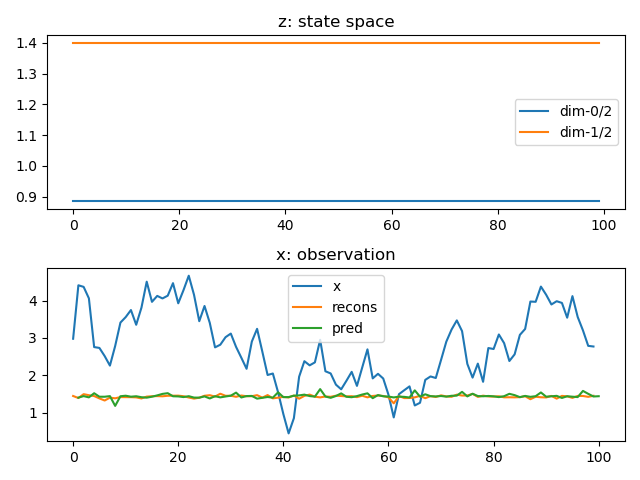 z: state space
1.4
1.3
1.2
1.1
1.0
0.9
dim-0/2
dim-1/2
0 20 40 60 80 100
x: observation
4
3
2
1
x
recons
pred
0 20 40 60 80 100